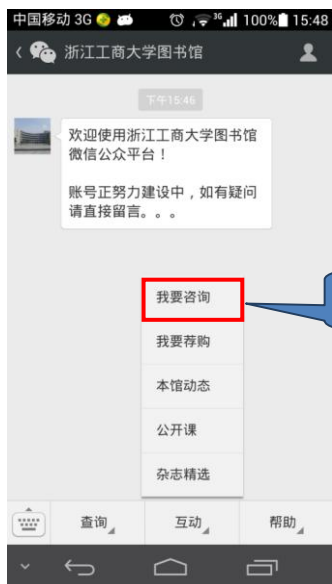 中国移动 3G 3G 100% 15:48
浙江工商大学图书馆
下午15:46
欢迎使用浙江工商大学图书馆
微信公众平台！
账号正努力建设中，如有疑问
请直接留言。。。
我要咨询
我要荐购
本馆动态
公开课
杂志精选
查询 互动 帮助